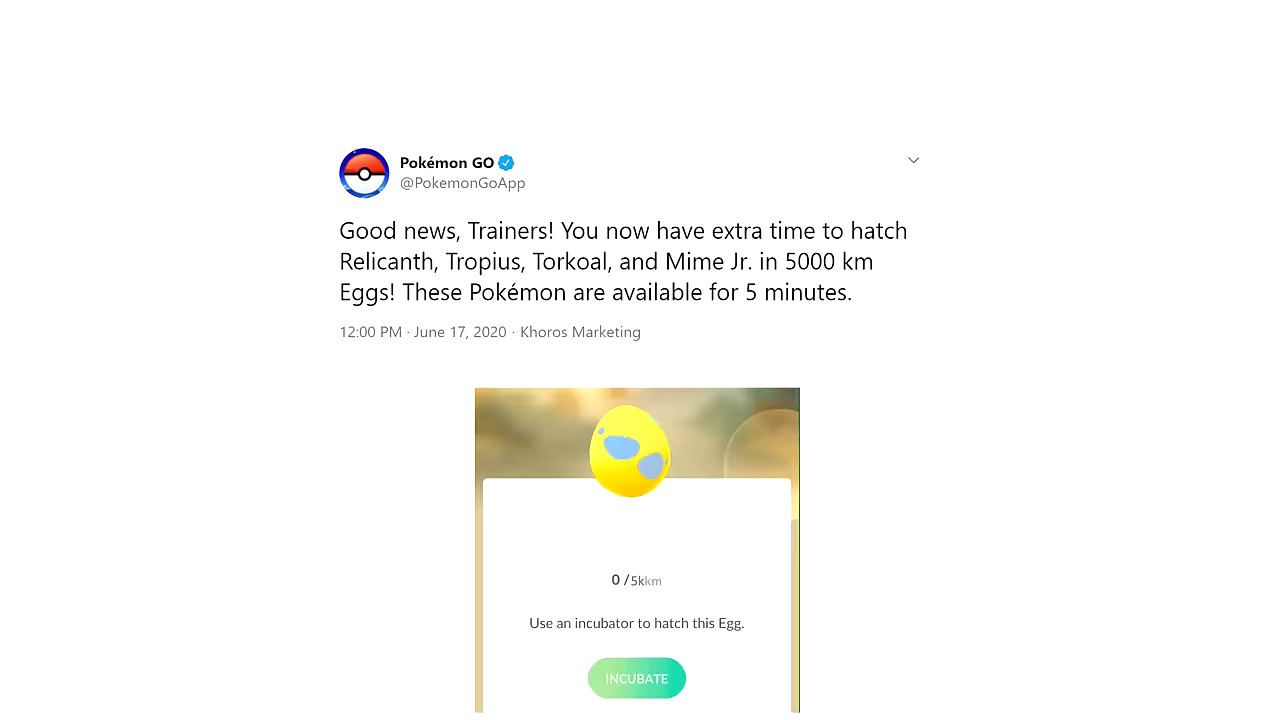 Pokémon GO
@PokemonGoApp
Good news, Trainers! You now have extra time to hatch
Relicanth, Tropius, Torkoal, and Mime Jr. in 5000 km
Eggs! These Pokémon are available for 5 minutes.
12:00 PM · June 17, 2020 · Khoros Marketing
0 /5kkm
Use an incubator to hatch this Egg.
INCUBATE